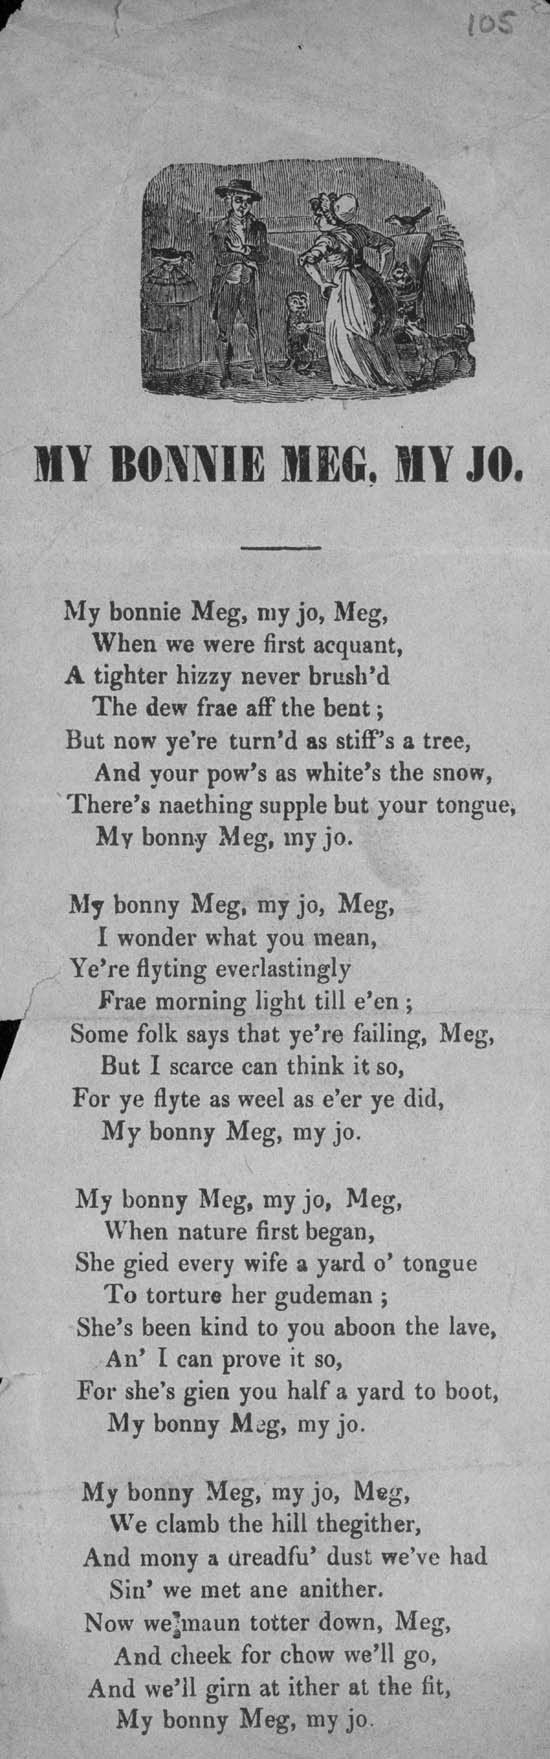 105
MY BONNIE MEG, MY JO.
My bonnie Meg, my jo, Meg,
When we were first acquant,
A tighter hizzy never brush'd
The dew frae aff the bent ;
But now ye're turn'd as stiff's a tree,
And your pow's as white's the snow,
There's naething supple but your tongue,
My bonny Meg, my jo.
My bonny Meg, my jo, Meg,
I wonder what you mean,
Ye're flyting everlastingly
Frae morning light till e'en ;
Some folk says that ye're failing, Meg,
But I scarce can think it so,
For ye flyte as weel as e'er ye did,
My bonny Meg, my jo.
My bonny Meg, my jo, Meg,
When nature first began,
She gied every wife a yard o' tongue
To torture her gudeman ;
She's been kind to you aboon the lave,
An' I can prove it so,
For she's gien you half a yard to boot,
My bonny Meg, my jo.
My bonny Meg, my jo, Meg,
We clamb the hill thegither,
And mony a dreadfu' dust we've had
Sin' we met ane anither.
Now we maun totter down, Meg,
And cheek for chow we'll go,
And we'll girn at ither at the fit,
My bonny Meg, my jo.